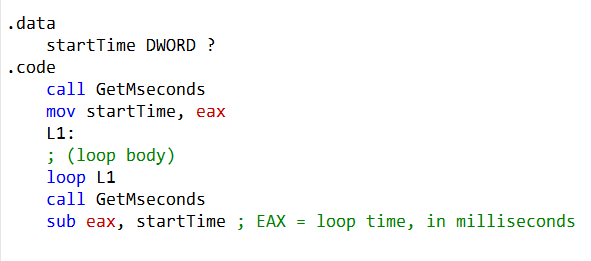 .data
startTime DWORD ?
.code
call GetMseconds
mov startTime, eax
L1:
; (loop body)
loop L1
call GetMseconds
sub eax, startTime ; EAX = loop time, in milliseconds